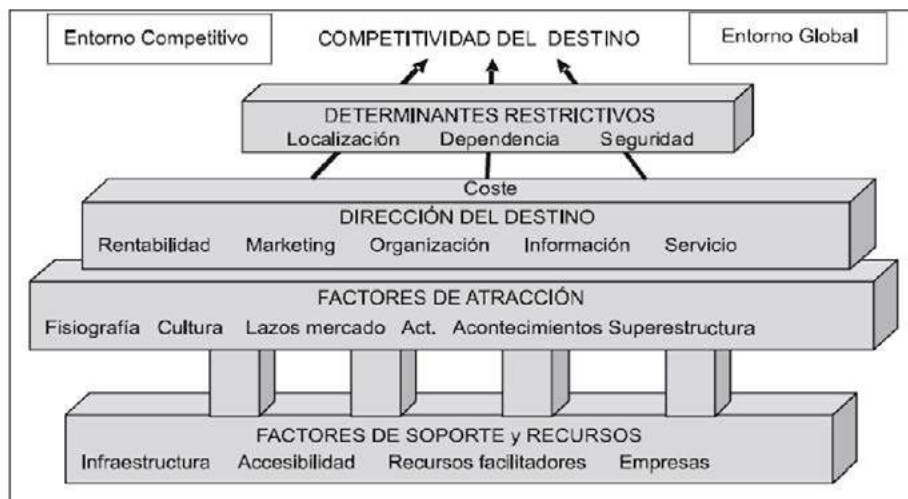 Entorno Competitivo
COMPETITIVIDAD DEL DESTINO
Entorno Global
DETERMINANTES RESTRICTIVOS
Localización Dependencia Seguridad
Coste
DIRECCIÓN DEL DESTINO
Rentabilidad Marketing Organización Información Servicio
FACTORES DE ATRACCIÓN
Fisiografía Cultura Lazos mercado Act. Acontecimientos Superestructura
FACTORES DE SOPORTE y RECURSOS
Infraestructura Accesibilidad Recursos facilitadores Empresas